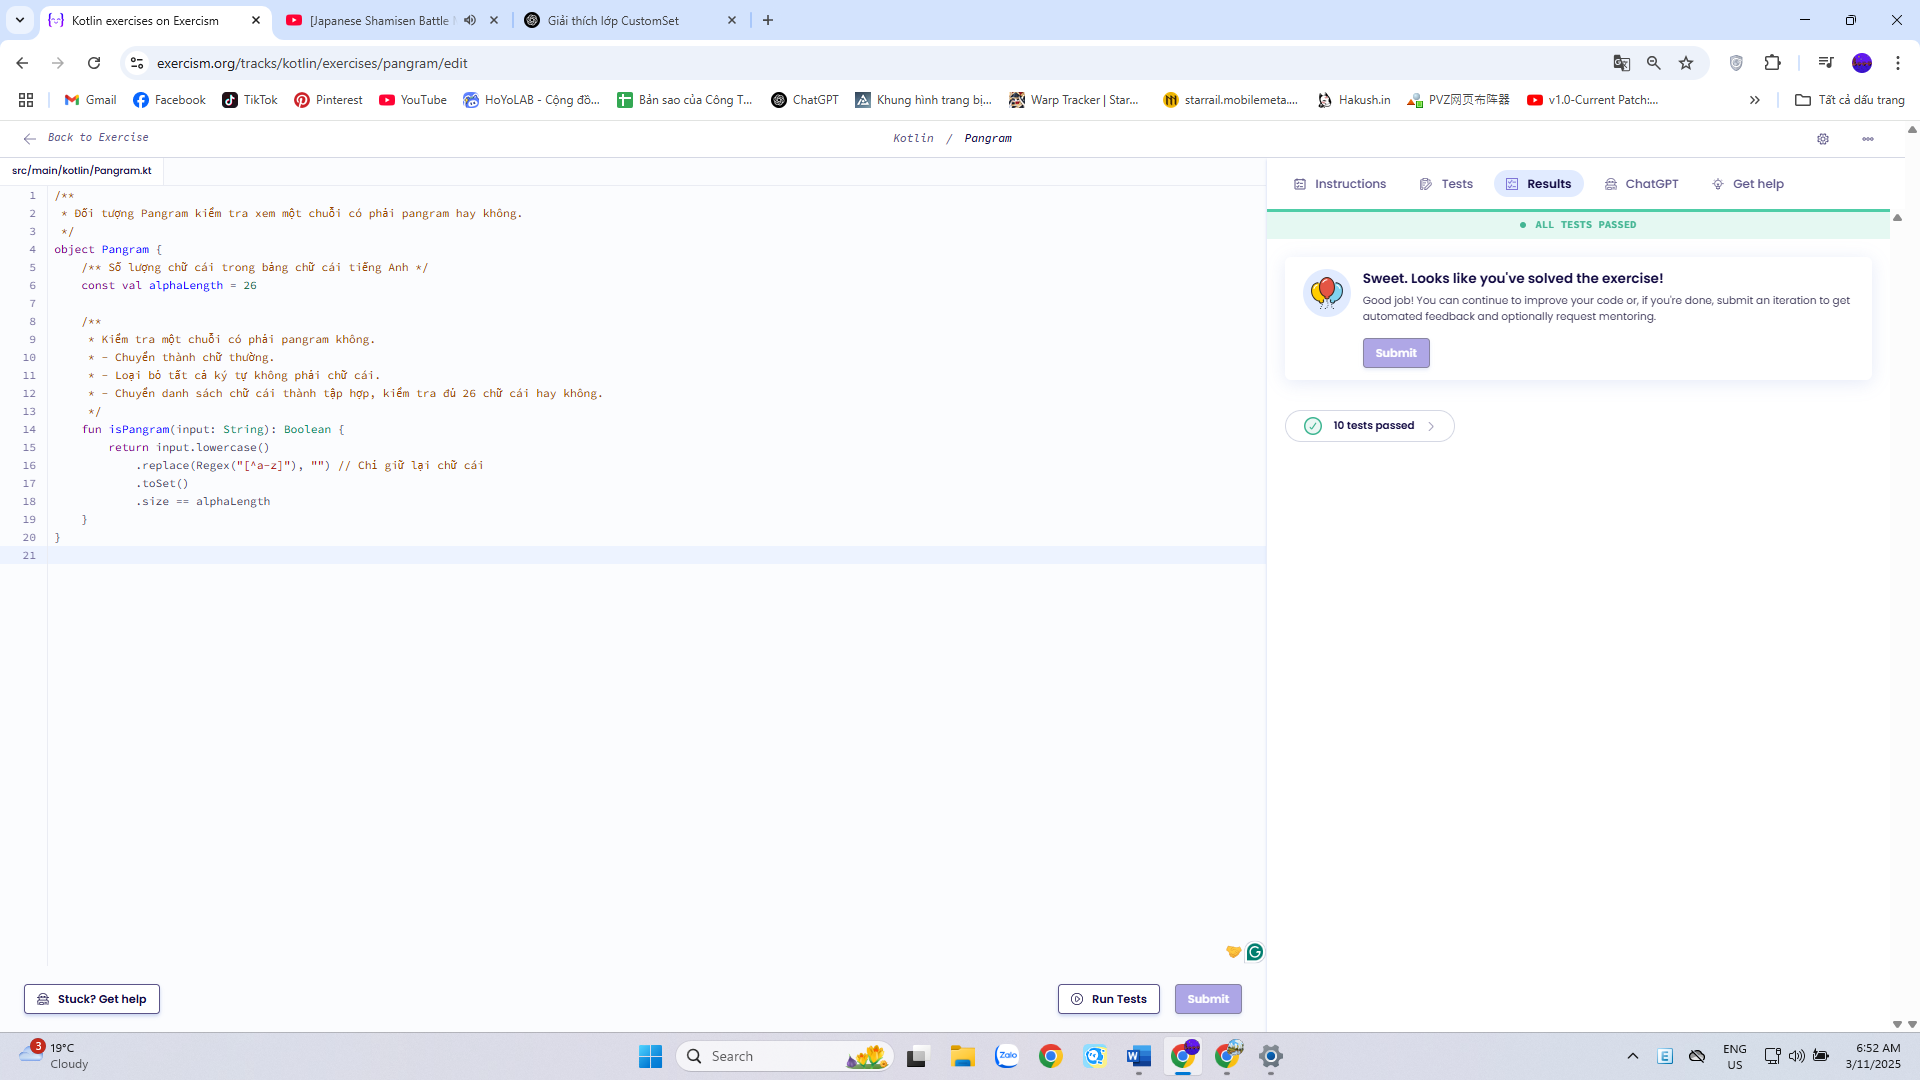 Kotlin exercises on Exercism
[Japanese Shamisen Battle
Giải thích lớp CustomSet
exercism.org/tracks/kotlin/exercises/pangram/edit
Gmail
Facebook
TikTok
Pinterest
YouTube
HoYoLAB - Cộng đồ...
Bản sao của Công T...
ChatGPT
Khung hình trang bị...
Warp Tracker | Star...
starrail.mobilemeta....
Hakush.in
PVZ网页布阵器
v1.0-Current Patch:...
Tất cả dấu trang
Back to Exercise
Kotlin / Pangram
src/main/kotlin/Pangram.kt
1 /**
2 * Đối tượng Pangram kiểm tra xem một chuỗi có phải pangram hay không.
3 */
4 object Pangram {
5 /** Số lượng chữ cái trong bảng chữ cái tiếng Anh */
6 const val alphaLength = 26
7
8 /**
9 * Kiểm tra một chuỗi có phải pangram không.
10 * - Chuyển thành chữ thường.
11 * - Loại bỏ tất cả ký tự không phải chữ cái.
12 * - Chuyển danh sách chữ cái thành tập hợp, kiểm tra đủ 26 chữ cái hay không.
13 */
14 fun isPangram(input: String): Boolean {
15 return input.lowercase()
16 .replace(Regex("[^a-z]"), "") // Chỉ giữ lại chữ cái
17 .toSet()
18 .size == alphaLength
19 }
20 }
21
Instructions
Tests
Results
ChatGPT
Get help
ALL TESTS PASSED
Sweet. Looks like you've solved the exercise!
Good job! You can continue to improve your code or, if you're done, submit an iteration to get
automated feedback and optionally request mentoring.
Submit
10 tests passed
Stuck? Get help
Run Tests
Submit
3
19°C
Cloudy
Search
Zalo
ENG
US
6:52 AM
3/11/2025